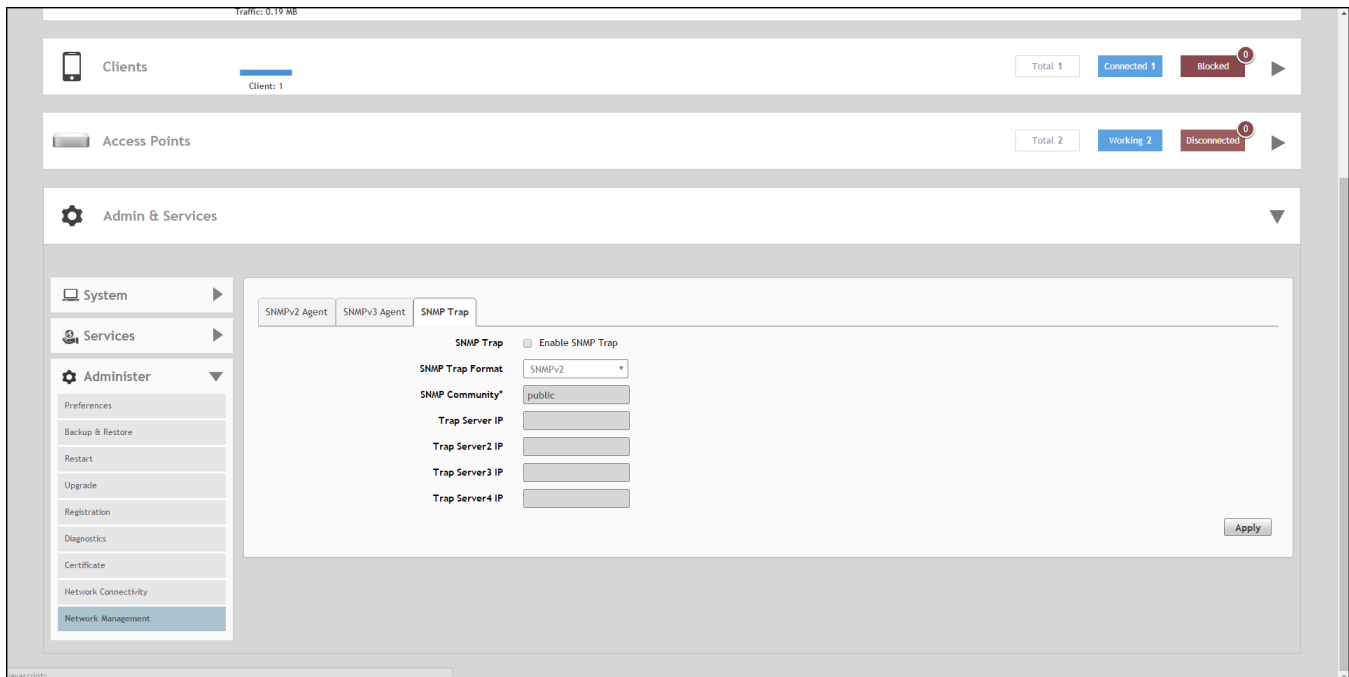 Traffic: 0.19 MB
Clients
Client: 1
Total 1
Connected 1
Blocked
0
Access Points
Total 2
Working 2
Disconnected
0
Admin & Services
System
Services
Administer
Preferences
Backup & Restore
Restart
Upgrade
Registration
Diagnostics
Certificate
Network Connectivity
Network Management
SNMPv2 Agent
SNMPv3 Agent
SNMP Trap
SNMP Trap Enable SNMP Trap
SNMP Trap Format SNMPv2
SNMP Community* public
Trap Server IP
Trap Server2 IP
Trap Server3 IP
Trap Server4 IP
Apply